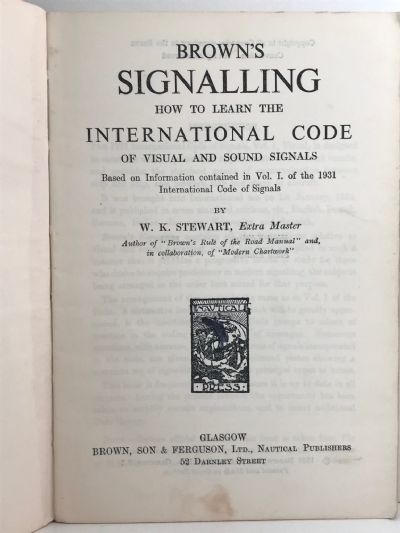 BROWN'S
SIGNALLING
HOW TO LEARN THE
INTERNATIONAL CODE
OF VISUAL AND SOUND SIGNALS
Based on Information contained in Vol. I. of the 1931
International Code of Signals
BY
W. K. STEWART, Extra Master
Author of "Brown's Rule of the Road Manual" and,
in collaboration, of "Modern Chartwork"
NAUTICAL
PRESS
GLASGOW
BROWN, SON & FERGUSON, LTD., NAUTICAL PUBLISHERS
52 DARNLEY STREET